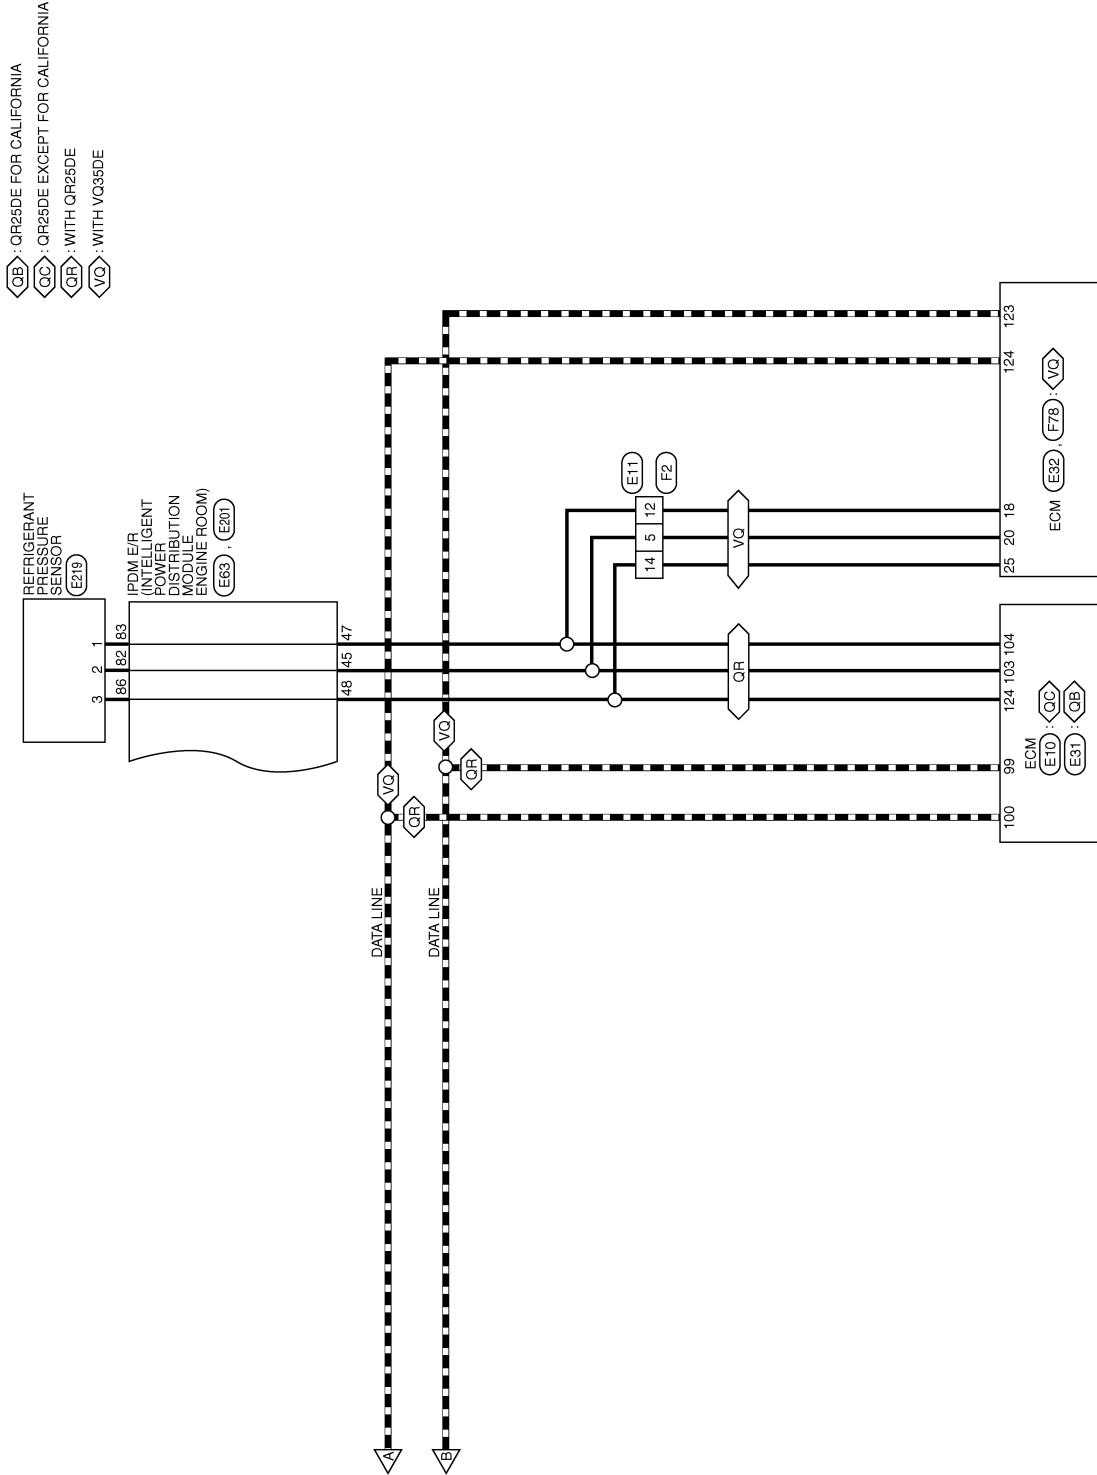 QB : QR25DE FOR CALIFORNIA
QC : QR25DE EXCEPT FOR CALIFORNIA
QR : WITH QR25DE
VQ : WITH VQ35DE
REFRIGERANT
PRESSURE
SENSOR
E219
3 2 1
86 82 83
IPDM E/R
(INTELLIGENT
POWER
DISTRIBUTION
MODULE
ENGINE ROOM)
E63 , E201
48 45 47
DATA LINE
VQ
QR
DATA LINE
VQ
QR
14 5 12
E11
F2
QR
VQ
A
B
100 99 124 103 104
ECM
E10 : QC
E31 : QB
25 20 18 124 123
ECM E32 , F78 : VQ